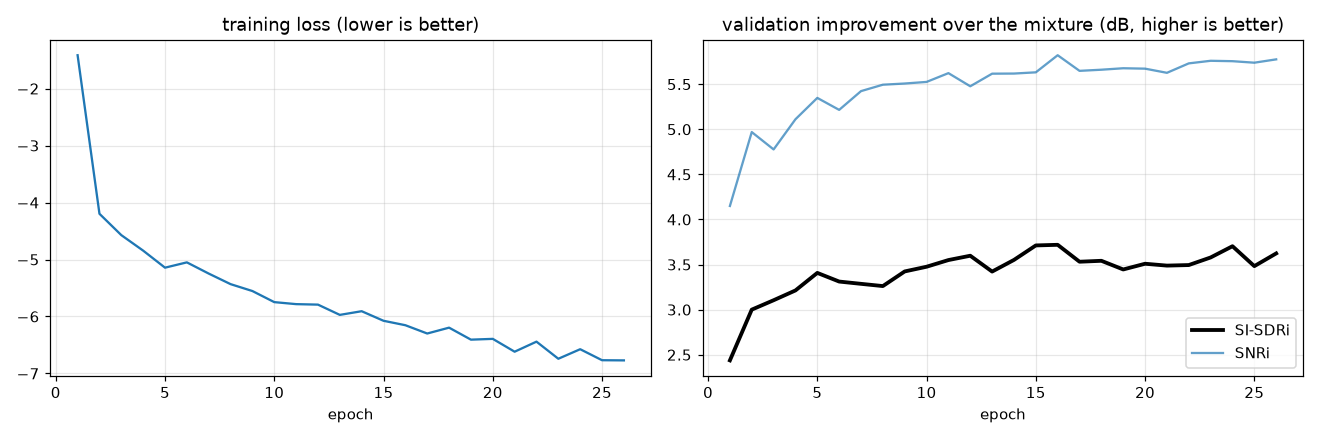 training loss (lower is better)
−2
−3
−4
−5
−6
−7
0 5 10 15 20 25
epoch
validation improvement over the mixture (dB, higher is better)
5.5
5.0
4.5
4.0
3.5
3.0
2.5
SI-SDRi
SNRi
0 5 10 15 20 25
epoch